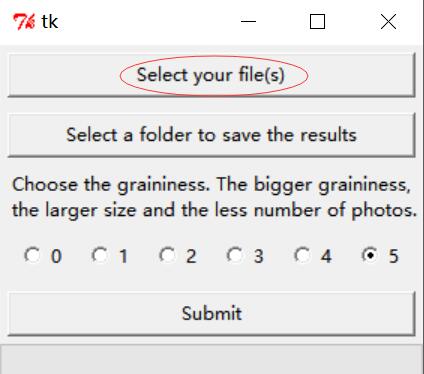 tk
Select your file(s)
Select a folder to save the results
Choose the graininess. The bigger graininess,
the larger size and the less number of photos.
0 1 2 3 4 5
Submit